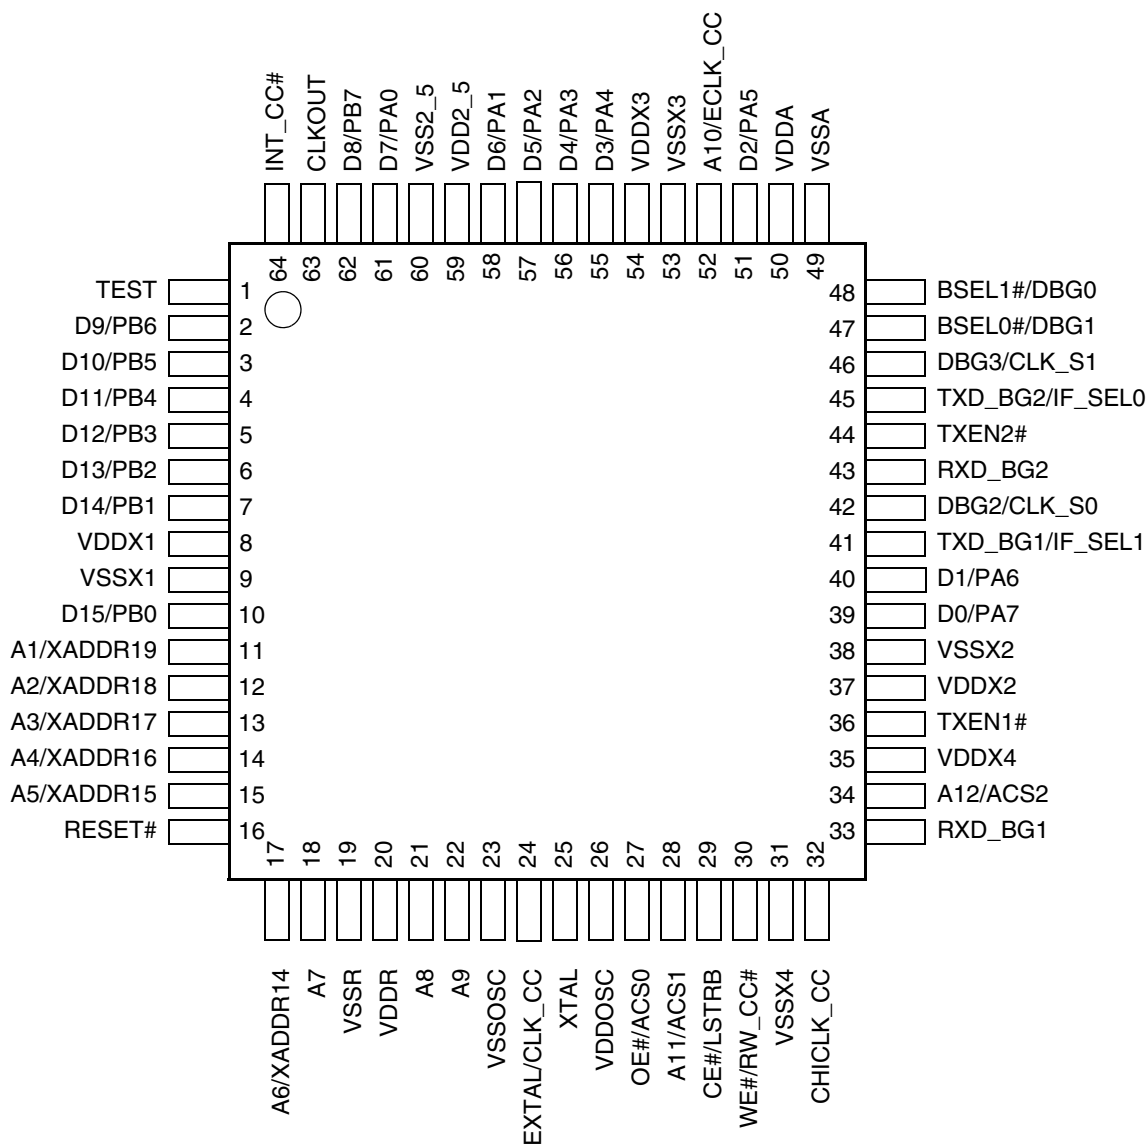 INT_CC#
CLKOUT
D8/PB7
D7/PA0
VSS2_5
VDD2_5
D6/PA1
D5/PA2
D4/PA3
D3/PA4
VDDX3
VSSX3
A10/ECLK_CC
D2/PA5
VDDA
VSSA
64
63
62
61
60
59
58
57
56
55
54
53
52
51
50
49
TEST 1
D9/PB6 2
D10/PB5 3
D11/PB4 4
D12/PB3 5
D13/PB2 6
D14/PB1 7
VDDX1 8
VSSX1 9
D15/PB0 10
A1/XADDR19 11
A2/XADDR18 12
A3/XADDR17 13
A4/XADDR16 14
A5/XADDR15 15
RESET# 16
48 BSEL1#/DBG0
47 BSEL0#/DBG1
46 DBG3/CLK_S1
45 TXD_BG2/IF_SEL0
44 TXEN2#
43 RXD_BG2
42 DBG2/CLK_S0
41 TXD_BG1/IF_SEL1
40 D1/PA6
39 D0/PA7
38 VSSX2
37 VDDX2
36 TXEN1#
35 VDDX4
34 A12/ACS2
33 RXD_BG1
17
18
19
20
21
22
23
24
25
26
27
28
29
30
31
32
A6/XADDR14
A7
VSSR
VDDR
A8
A9
VSSOSC
EXTAL/CLK_CC
XTAL
VDDOSC
OE#/ACS0
A11/ACS1
CE#/LSTRB
WE#/RW_CC#
VSSX4
CHICLK_CC